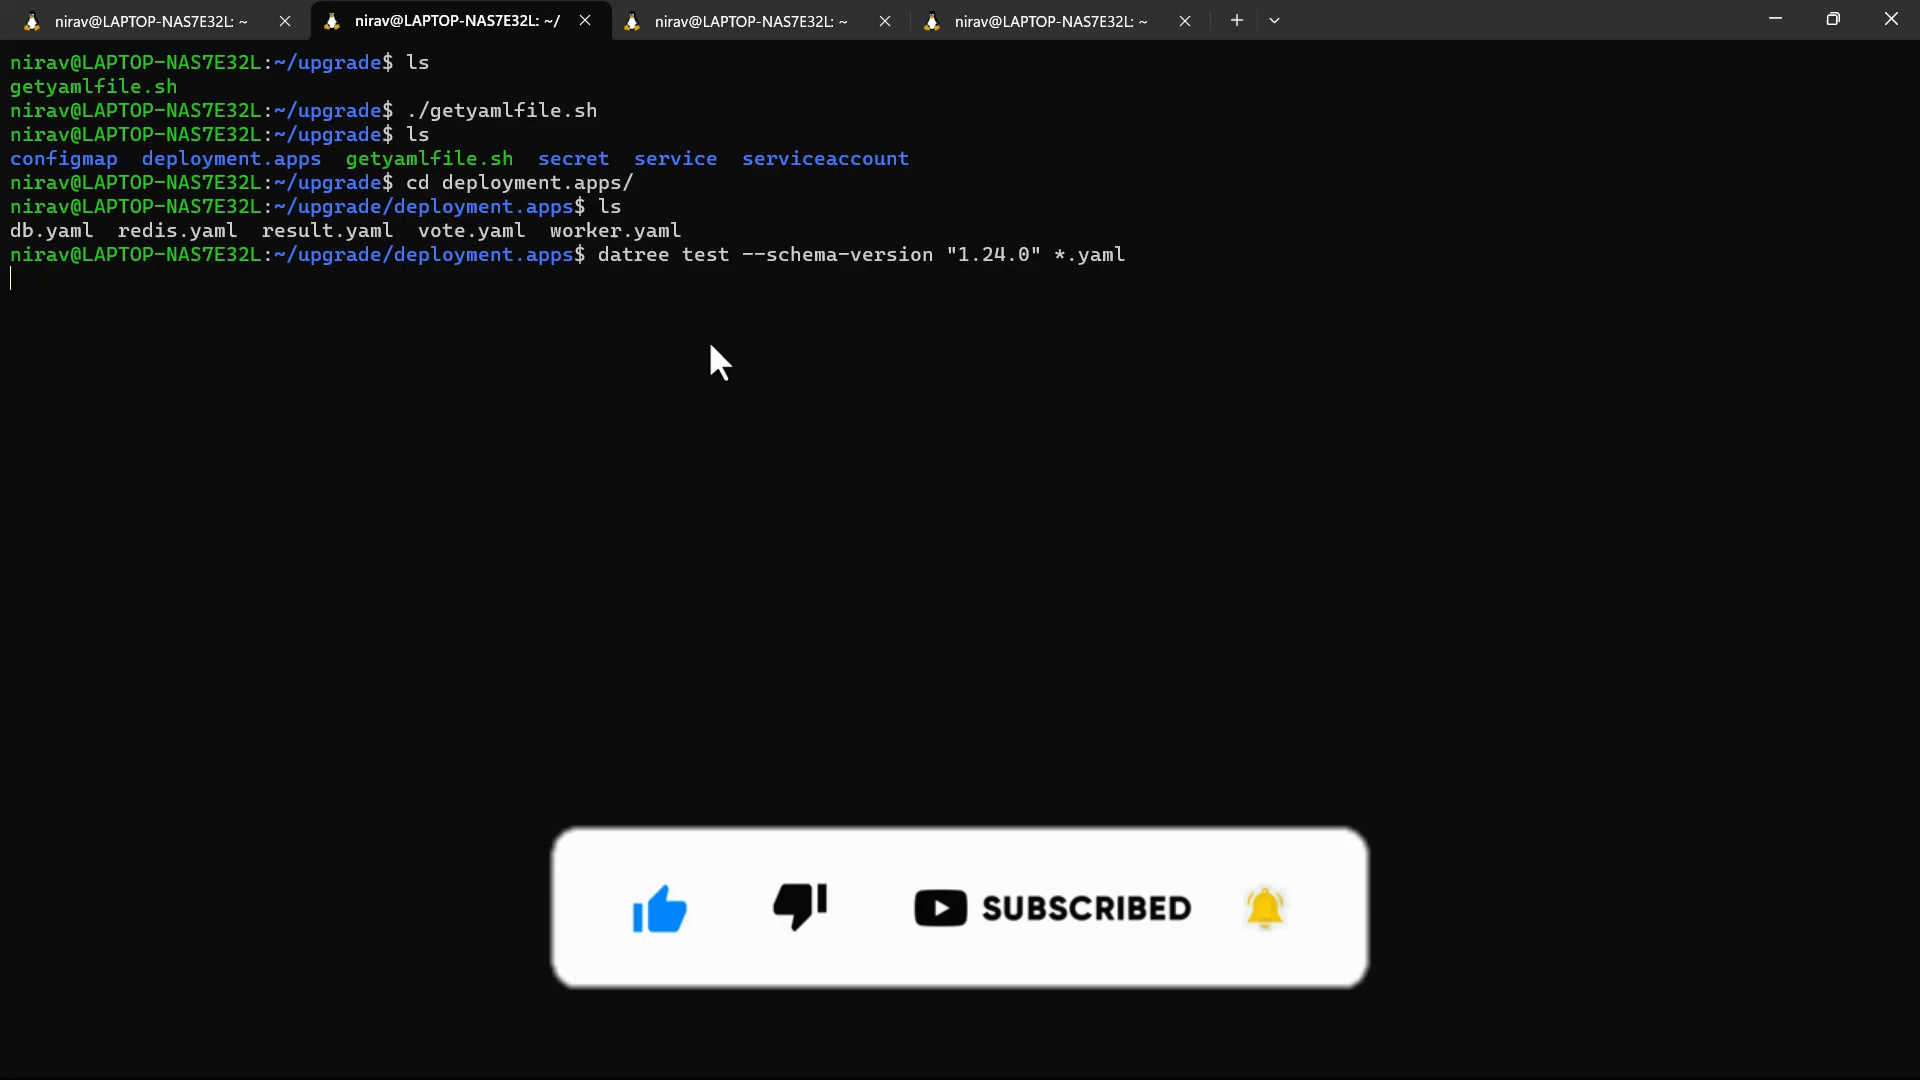 nirav@LAPTOP-NAS7E32L: ~
nirav@LAPTOP-NAS7E32L: ~/
nirav@LAPTOP-NAS7E32L: ~
nirav@LAPTOP-NAS7E32L: ~
nirav@LAPTOP-NAS7E32L:~/upgrade$ ls
getyamlfile.sh
nirav@LAPTOP-NAS7E32L:~/upgrade$ ./getyamlfile.sh
nirav@LAPTOP-NAS7E32L:~/upgrade$ ls
configmap  deployment.apps  getyamlfile.sh  secret  service  serviceaccount
nirav@LAPTOP-NAS7E32L:~/upgrade$ cd deployment.apps/
nirav@LAPTOP-NAS7E32L:~/upgrade/deployment.apps$ ls
db.yaml  redis.yaml  result.yaml  vote.yaml  worker.yaml
nirav@LAPTOP-NAS7E32L:~/upgrade/deployment.apps$ datree test --schema-version "1.24.0" *.yaml
SUBSCRIBED